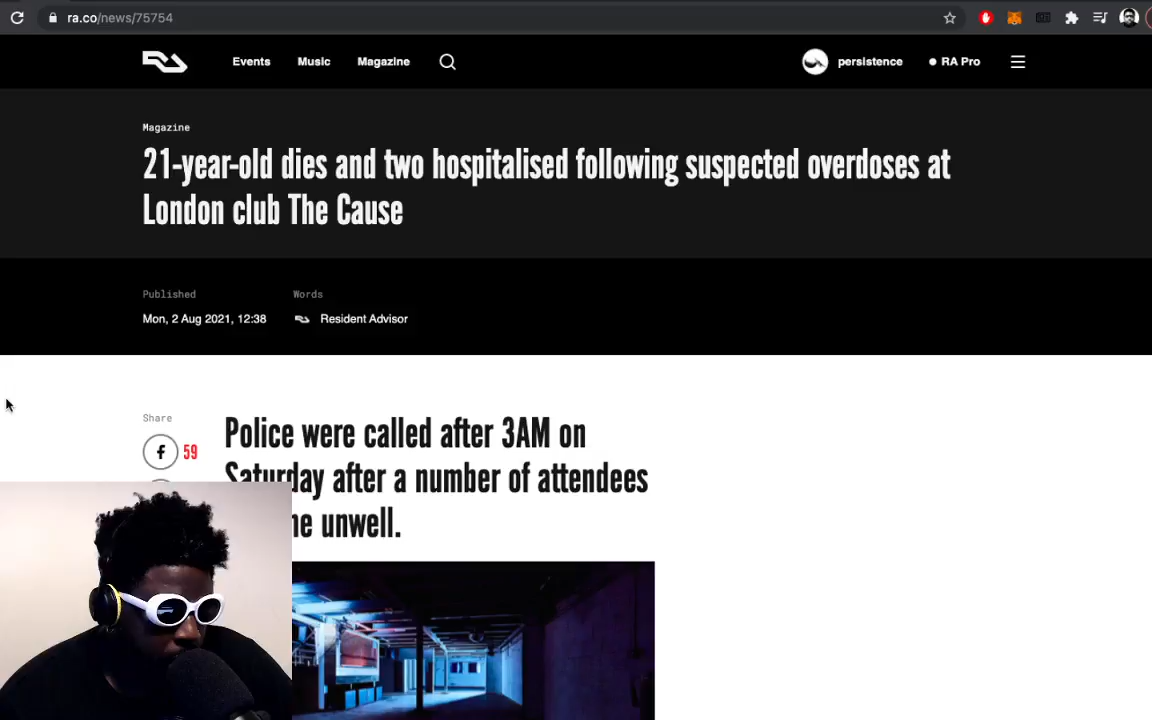 ra.co/news/75754
Events Music Magazine persistence RA Pro
Magazine
21-year-old dies and two hospitalised following suspected overdoses at
London club The Cause
Published Words
Mon, 2 Aug 2021, 12:38 Resident Advisor
Share
59
Police were called after 3AM on
Saturday after a number of attendees
unwell.